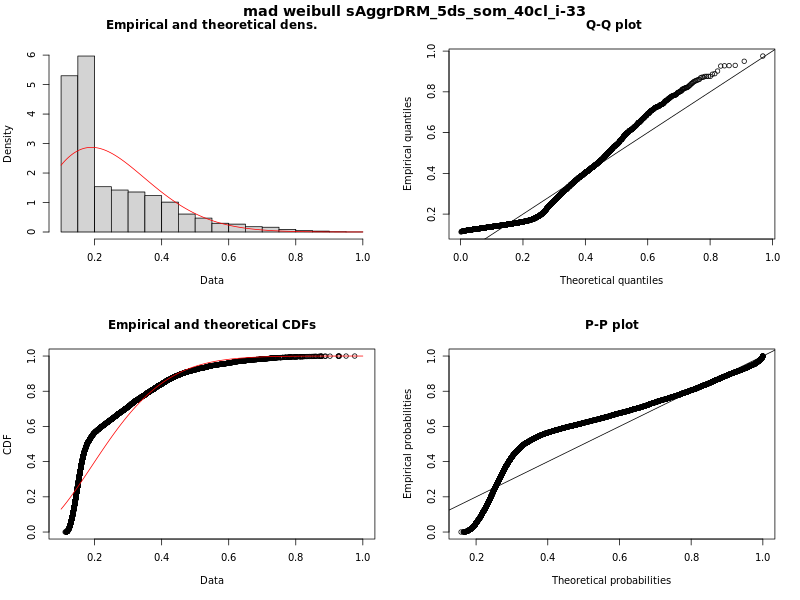 mad weibull sAggrDRM_5ds_som_40cl_i-33
Empirical and theoretical dens.
Density
0 1 2 3 4 5 6
0.2 0.4 0.6 0.8 1.0
Data
Q-Q plot
Empirical quantiles
0.2 0.4 0.6 0.8 1.0
0.0 0.2 0.4 0.6 0.8 1.0
Theoretical quantiles
Empirical and theoretical CDFs
CDF
0.0 0.2 0.4 0.6 0.8 1.0
0.2 0.4 0.6 0.8 1.0
Data
P-P plot
Empirical probabilities
0.0 0.2 0.4 0.6 0.8 1.0
0.2 0.4 0.6 0.8 1.0
Theoretical probabilities